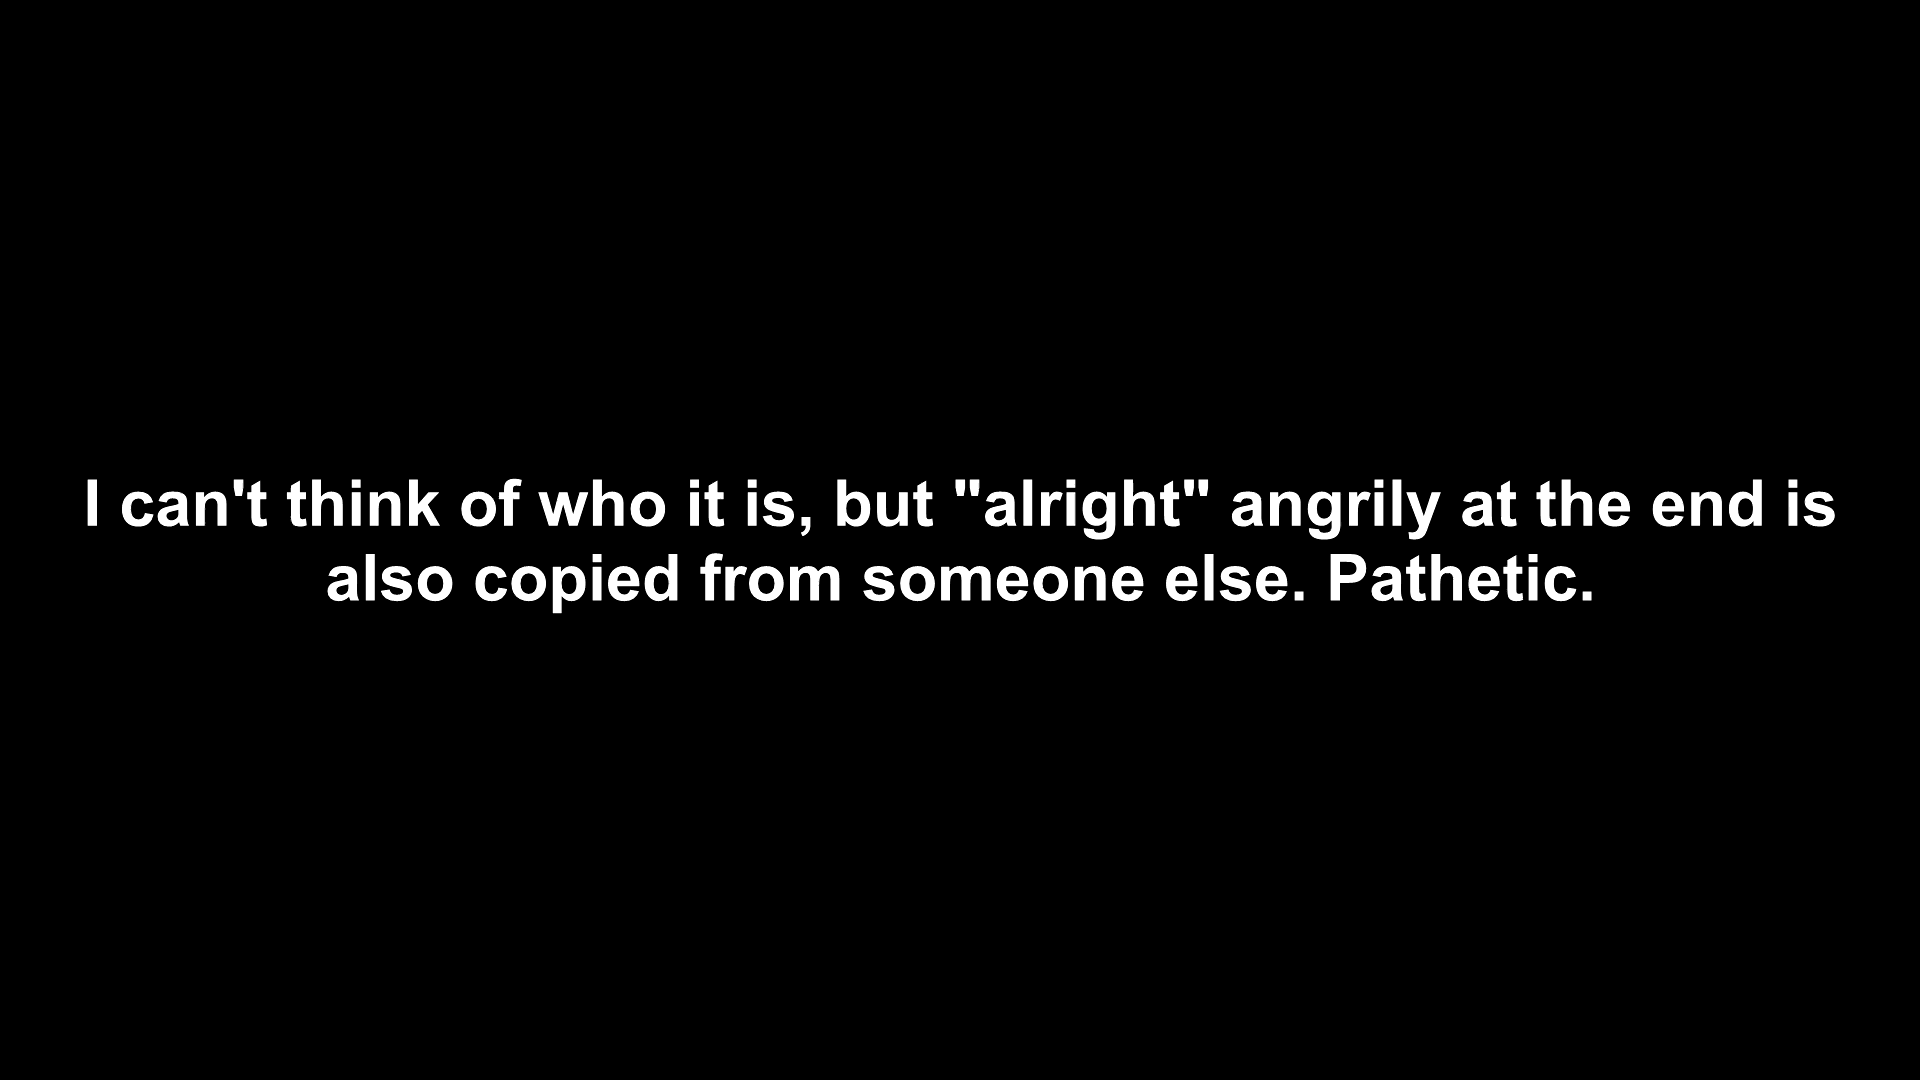 I can't think of who it is, but "alright" angrily at the end is
also copied from someone else. Pathetic.